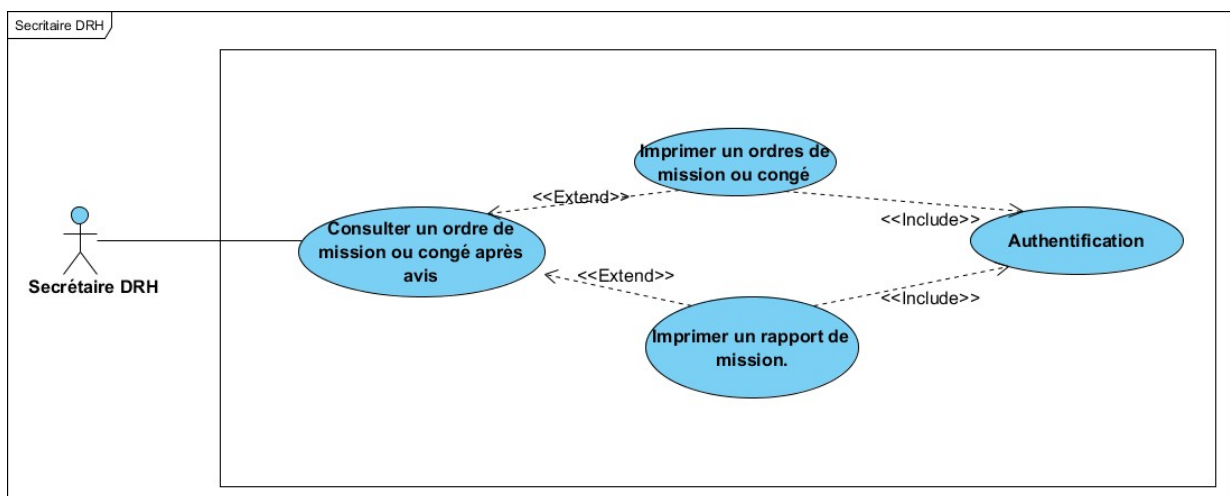 Secritaire DRH
Imprimer un ordres de
mission ou congé
<<Extend>>
<<Include>>
Consulter un ordre de
mission ou congé après
avis
Authentification
Secrétaire DRH
<<Extend>>
<<Include>>
Imprimer un rapport de
mission.